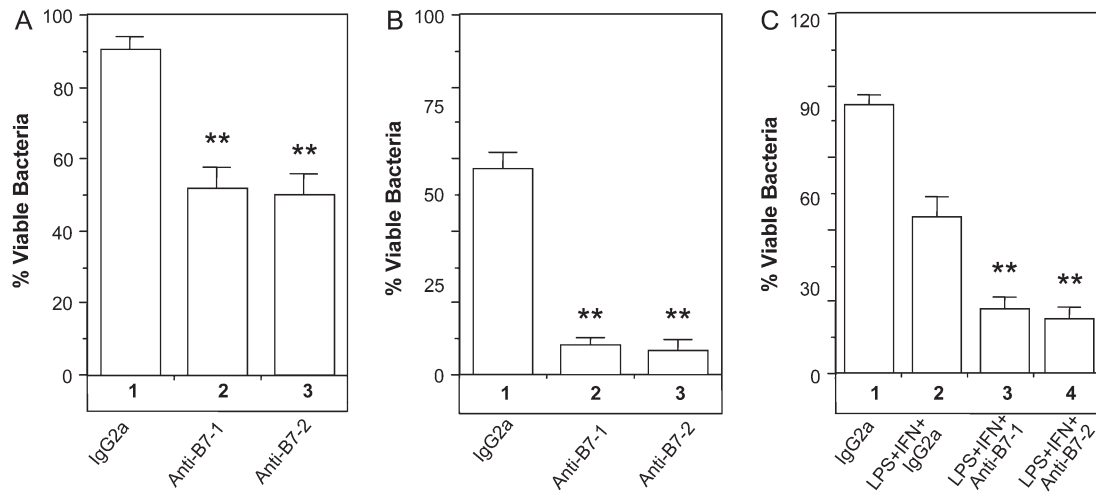 A
% Viable Bacteria
100
80
60
40
20
0
**
**
1
2
3
IgG2a
Anti-B7-1
Anti-B7-2
B
% Viable Bacteria
100
75
50
25
0
**
**
1
2
3
IgG2a
Anti-B7-1
Anti-B7-2
C
% Viable Bacteria
120
90
60
30
0
**
**
1
2
3
4
IgG2a
LPS+IFN+
IgG2a
LPS+IFN+
Anti-B7-1
LPS+IFN+
Anti-B7-2